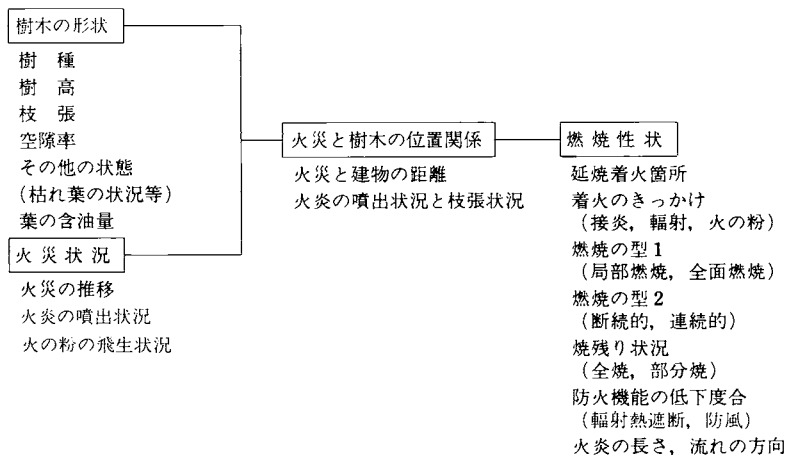 樹木の形状
樹種
樹高
枝張
空隙率
その他の状態
(枯れ葉の状況等)
葉の含油量
火災状況
火災の推移
火炎の噴出状況
火の粉の飛生状況
火災と樹木の位置関係
火災と建物の距離
火炎の噴出状況と枝張状況
燃焼性状
延焼着火箇所
着火のきっかけ
(接炎, 輻射, 火の粉)
燃焼の型1
(局部燃焼, 全面燃焼)
燃焼の型2
(断続的, 連続的)
焼残り状況
(全焼, 部分焼)
防火機能の低下度合
(輻射熱遮断, 防風)
火炎の長さ, 流れの方向